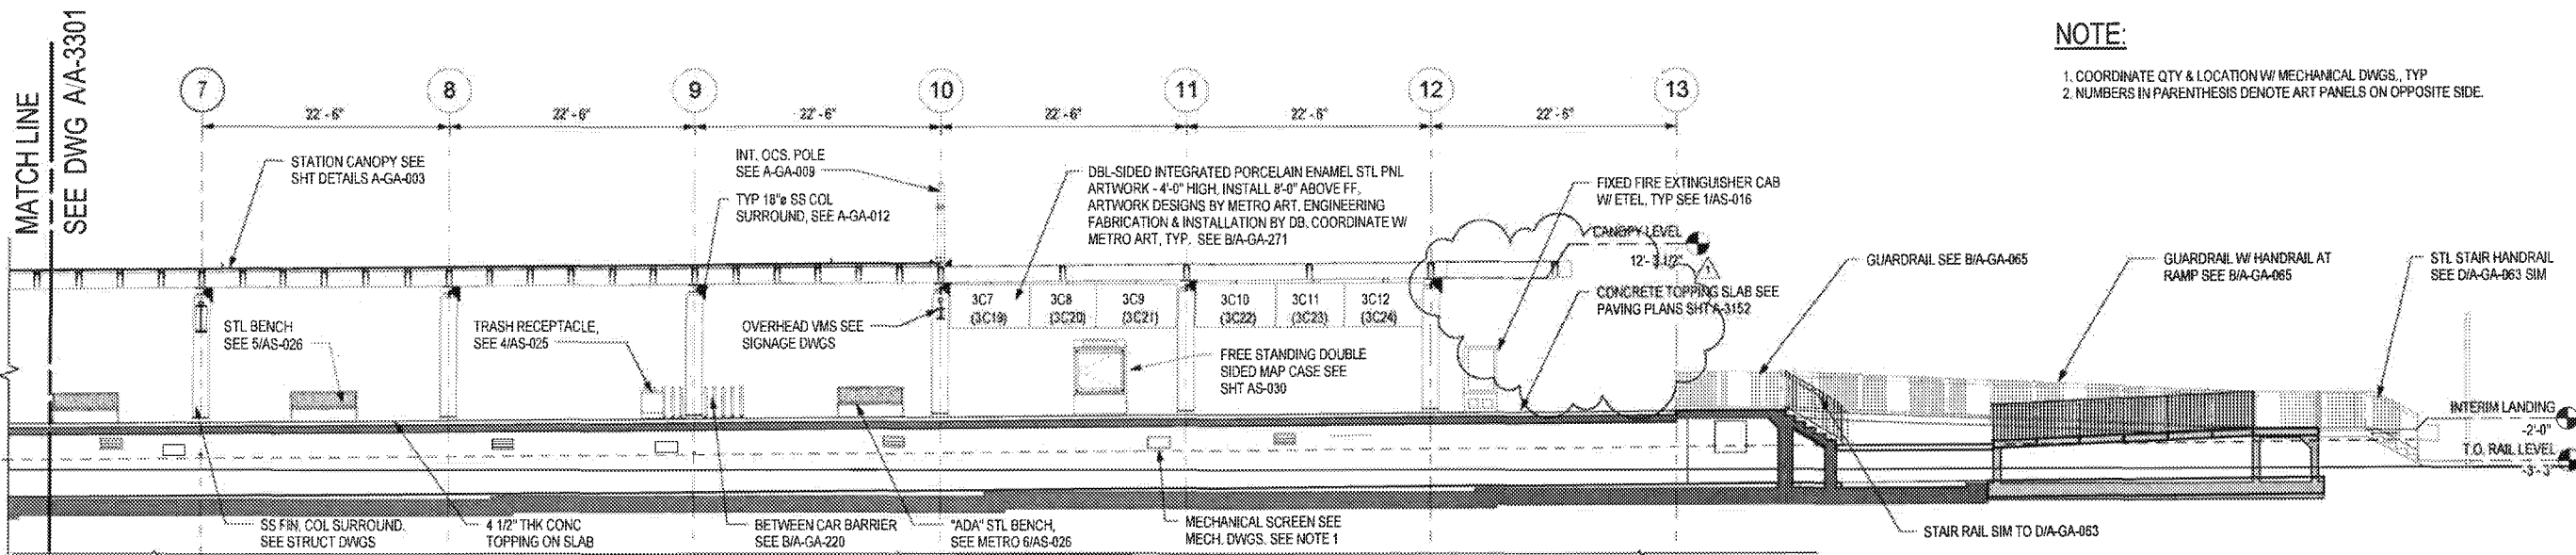 MATCH LINE
SEE DWG A/A-3301
NOTE:
1. COORDINATE QTY & LOCATION W/ MECHANICAL DWGS., TYP
2. NUMBERS IN PARENTHESIS DENOTE ART PANELS ON OPPOSITE SIDE.
7
8
9
10
11
12
13
22'-6"
22'-6"
22'-6"
22'-6"
22'-6"
22'-6"
STATION CANOPY SEE
SHT DETAILS A-GA-003
INT. OCS. POLE
SEE A-GA-009
TYP 18"ø SS COL
SURROUND, SEE A-GA-012
DBL-SIDED INTEGRATED PORCELAIN ENAMEL STL PNL
ARTWORK - 4'-0" HIGH, INSTALL 8'-0" ABOVE FF,
ARTWORK DESIGNS BY METRO ART. ENGINEERING
FABRICATION & INSTALLATION BY DB. COORDINATE W/
METRO ART, TYP. SEE B/A-GA-271
FIXED FIRE EXTINGUISHER CAB
W/ ETEL, TYP SEE 1/AS-016
CANOPY LEVEL
1
GUARDRAIL SEE B/A-GA-065
GUARDRAIL W/ HANDRAIL AT
RAMP SEE B/A-GA-065
STL STAIR HANDRAIL
SEE D/A-GA-063 SIM
CONCRETE TOPPING SLAB SEE
PAVING PLANS SHT A-3152
3C7
(3C19)
3C8
(3C20)
3C9
(3C21)
3C10
(3C22)
3C11
(3C23)
3C12
(3C24)
STL BENCH
SEE 5/AS-026
TRASH RECEPTACLE,
SEE 4/AS-025
OVERHEAD VMS SEE
SIGNAGE DWGS
FREE STANDING DOUBLE
SIDED MAP CASE SEE
SHT AS-030
INTERIM LANDING
-2'-0"
T.O. RAIL LEVEL
-3'-3"
SS FIN. COL SURROUND.
SEE STRUCT DWGS
4 1/2" THK CONC
TOPPING ON SLAB
BETWEEN CAR BARRIER
SEE B/A-GA-220
"ADA" STL BENCH,
SEE METRO 6/AS-026
MECHANICAL SCREEN SEE
MECH. DWGS. SEE NOTE 1
STAIR RAIL SIM TO D/A-GA-063